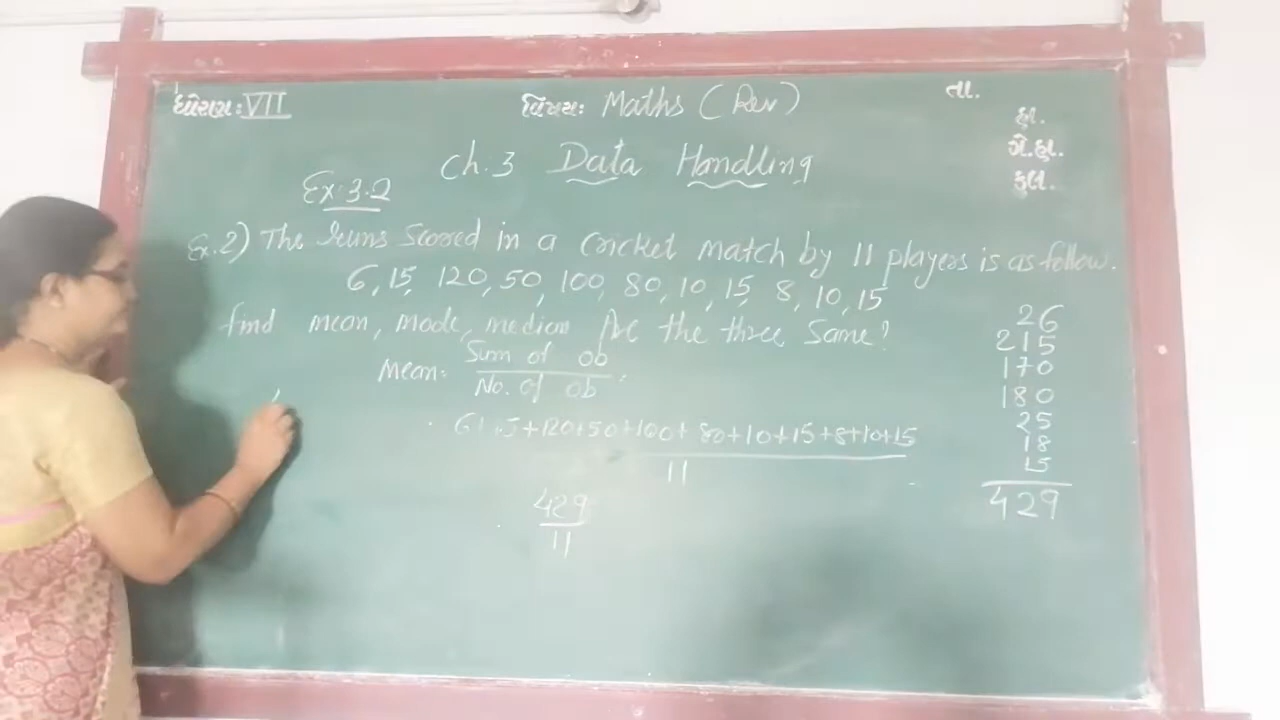 ધોરણ: VII
વિષય: Maths (Rev)
તા.
હા.
ગે.હા.
કુલ.
Ch.3 Data Handling
Ex:3.2
Ex.2) The Runs Scored in a cricket match by 11 players is as follow.
6, 15, 120, 50, 100, 80, 10, 15, 8, 10, 15
find mean, mode, median Are the three Same?
mean = Sum of ob
No. of ob
+120+50+100+80+10+15+8+10+15
11
429
11
26
215
170
180
25
18
15
429